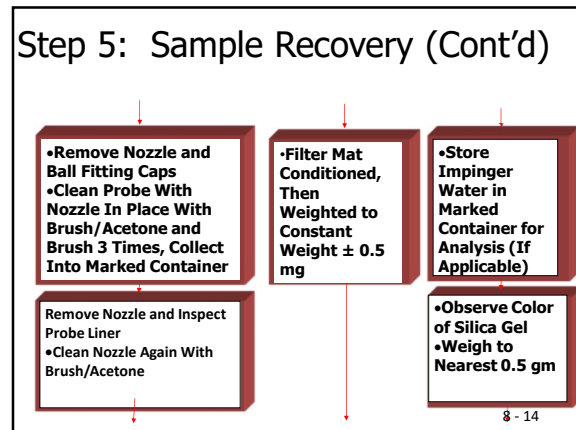 Step 5:  Sample Recovery (Cont’d)
•Remove Nozzle and
Ball Fitting Caps
•Clean Probe With
Nozzle In Place With
Brush/Acetone and
Brush 3 Times, Collect
Into Marked Container
Remove Nozzle and Inspect
Probe Liner
•Clean Nozzle Again With
Brush/Acetone
•Filter Mat
Conditioned,
Then
Weighted to
Constant
Weight ± 0.5
mg
•Store
Impinger
Water in
Marked
Container for
Analysis (If
Applicable)
•Observe Color
of Silica Gel
•Weigh to
Nearest 0.5 gm
8 - 14